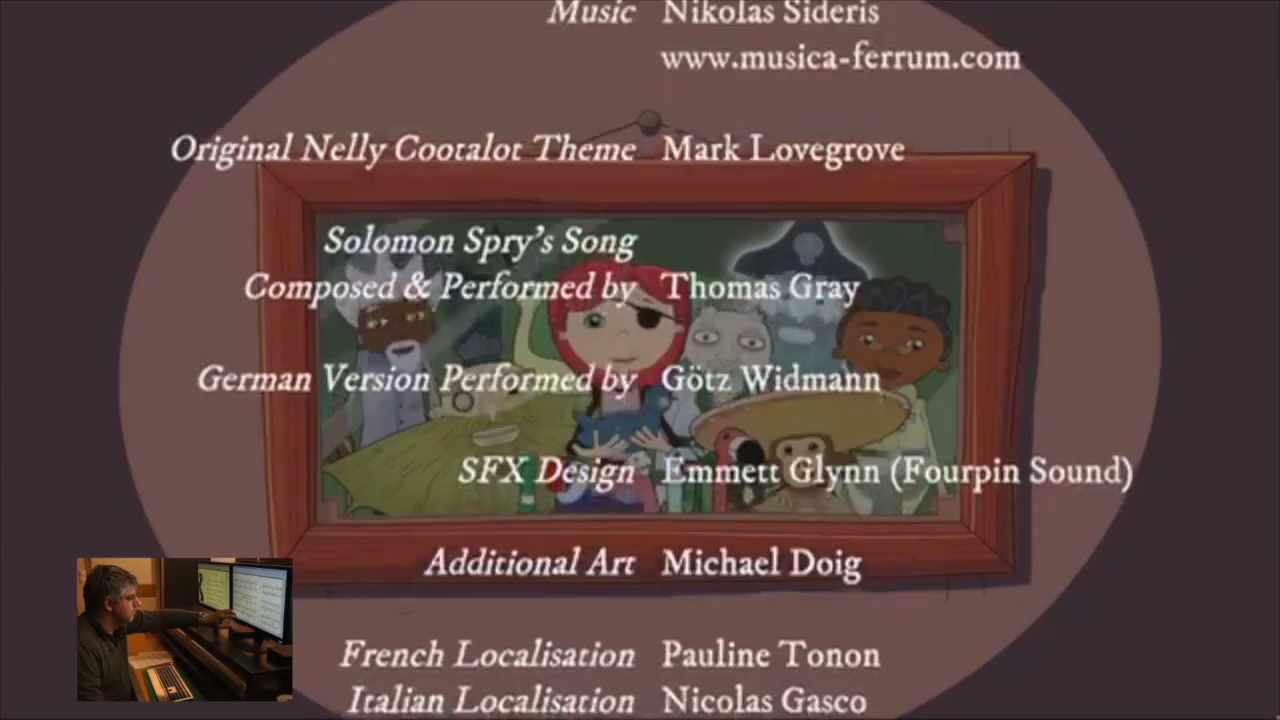 Music Nikolas Sideris
www.musica-ferrum.com
Original Nelly Cootalot Theme Mark Lovegrove
Solomon Spry's Song
Composed & Performed by Thomas Gray
German Version Performed by Götz Widmann
SFX Design Emmett Glynn (Fourpin Sound)
Additional Art Michael Doig
French Localisation Pauline Tonon
Italian Localisation Nicolas Gasco